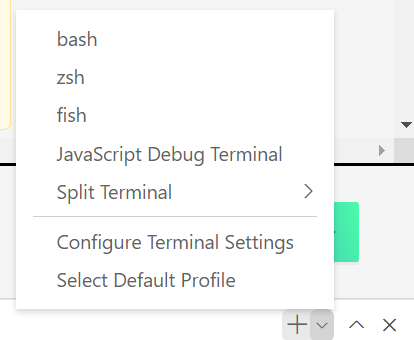 bash
zsh
fish
JavaScript Debug Terminal
Split Terminal
Configure Terminal Settings
Select Default Profile